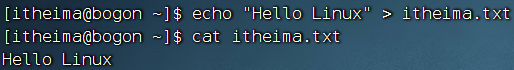 [itheima@bogon ~]$ echo "Hello Linux" > itheima.txt
[itheima@bogon ~]$ cat itheima.txt
Hello Linux